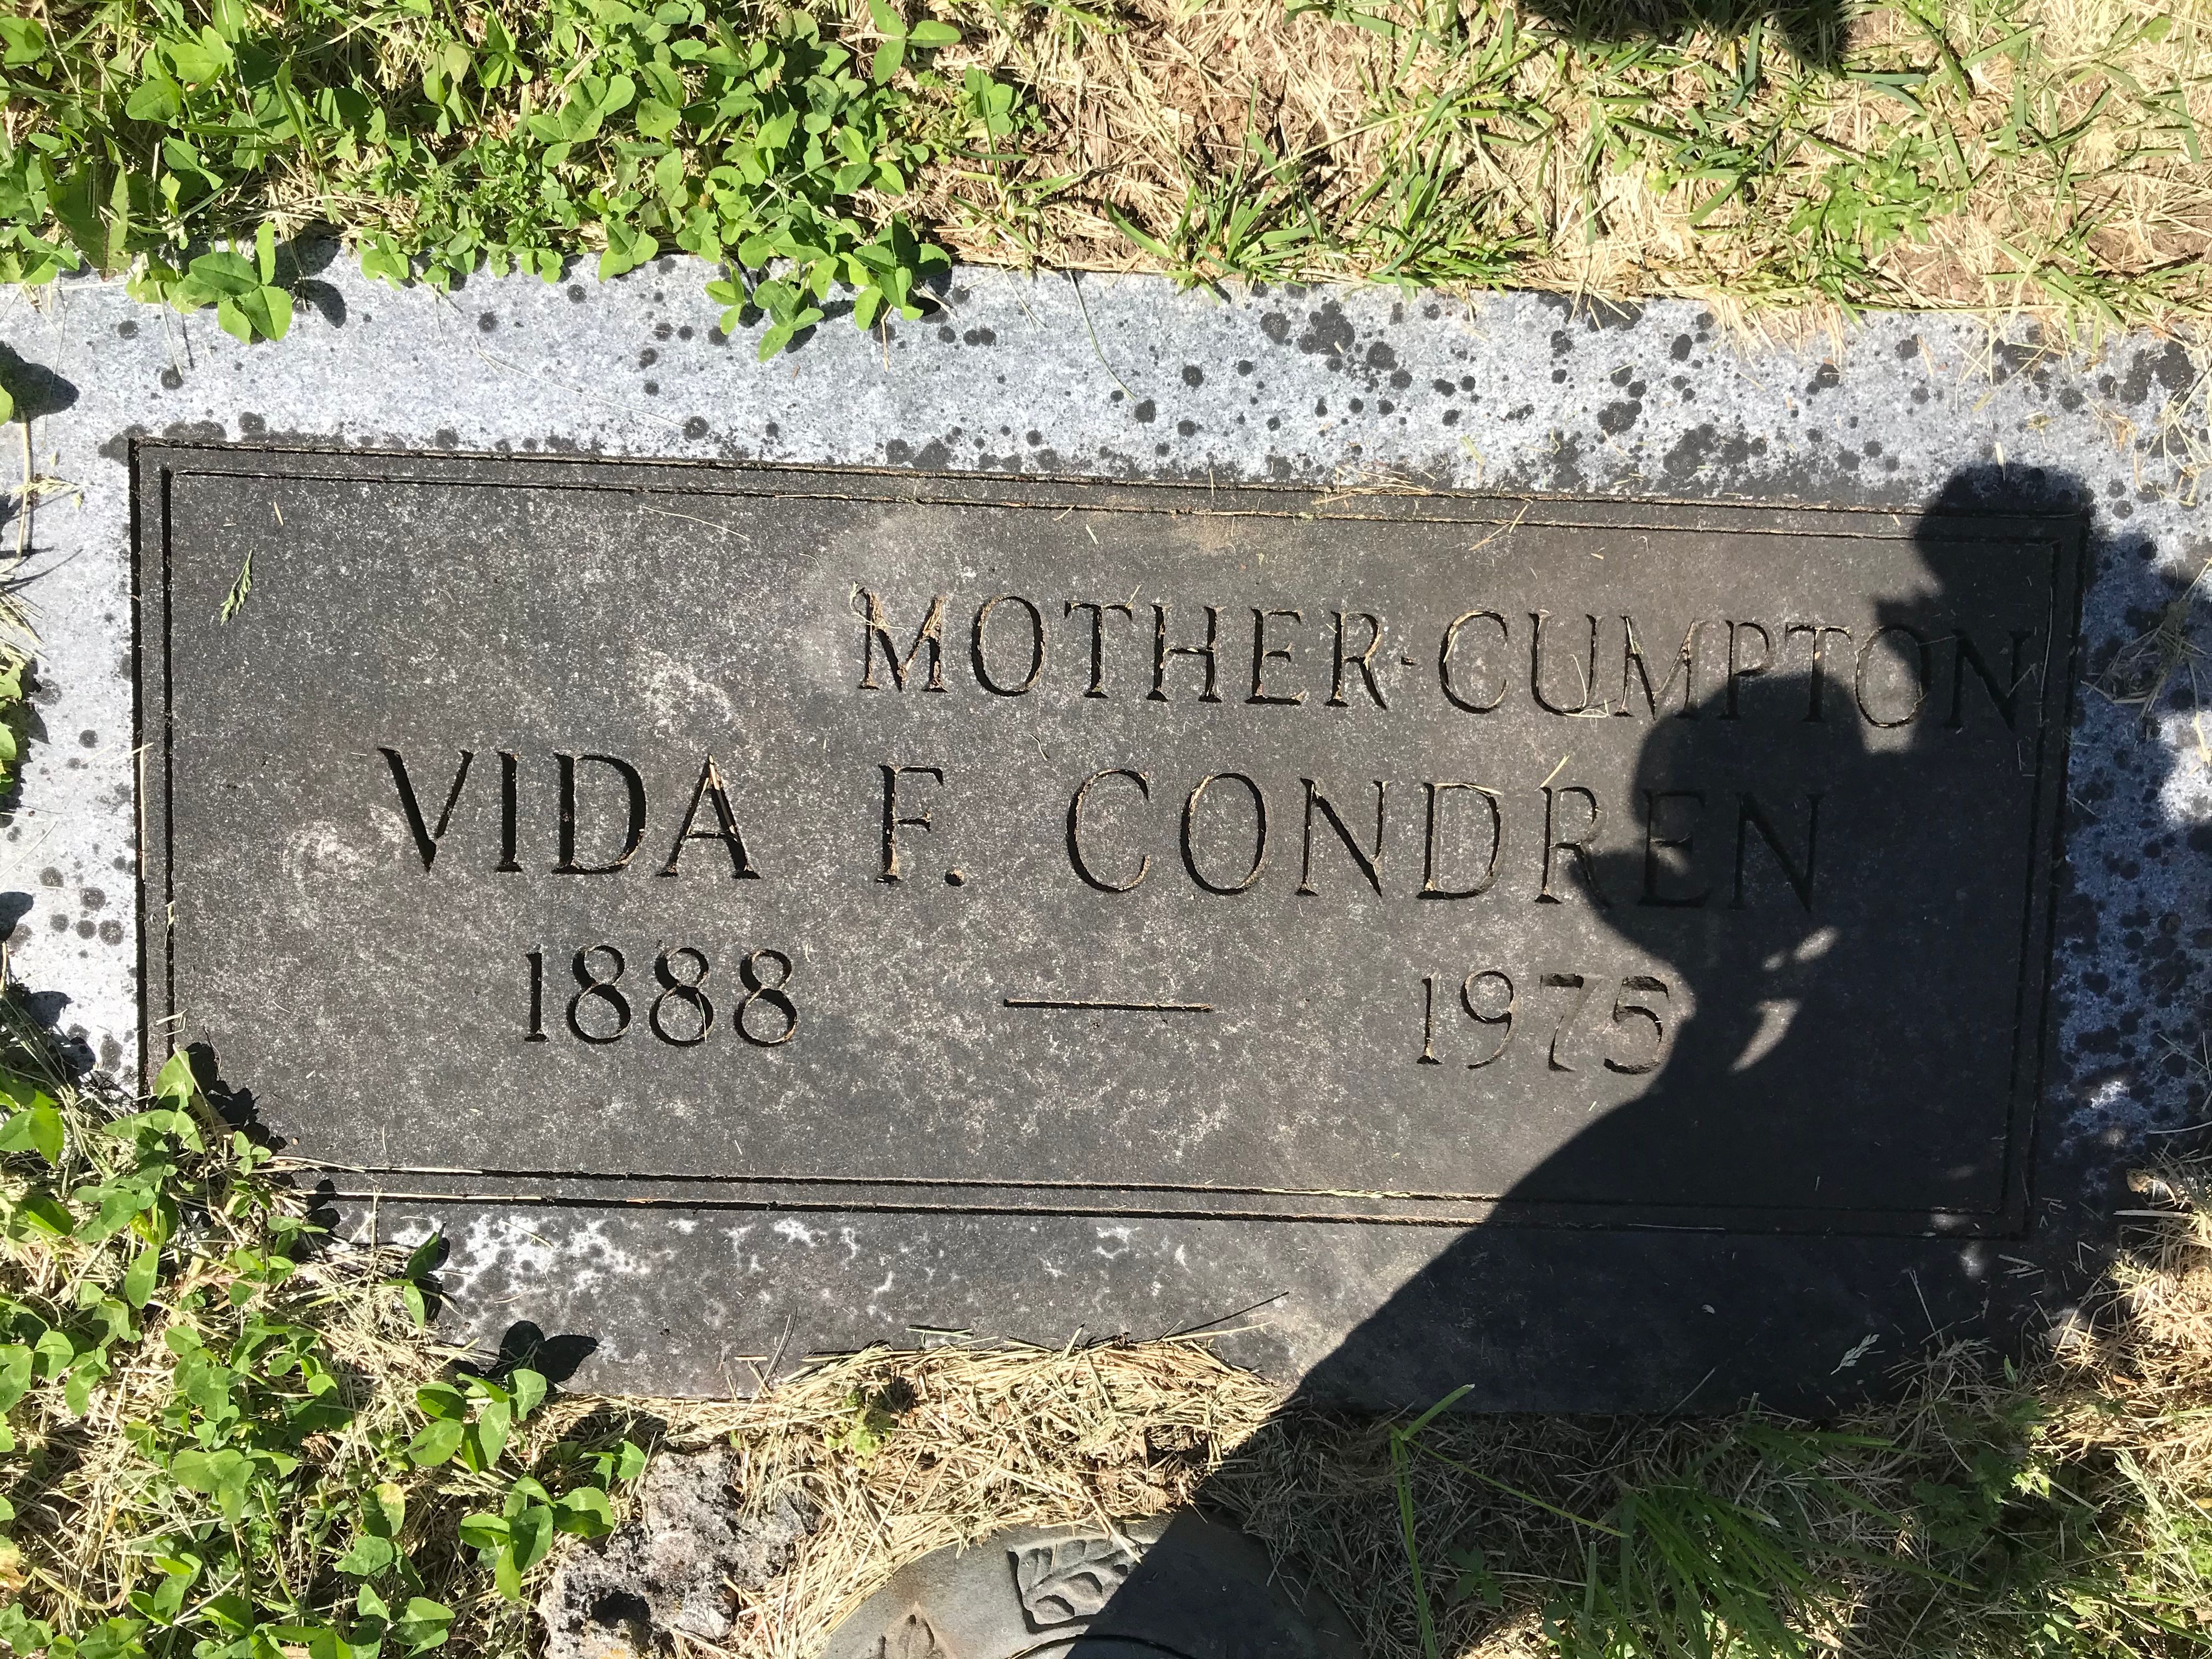 MOTHER-CUMPTON
VIDA F. CONDREN
1888 — 1975